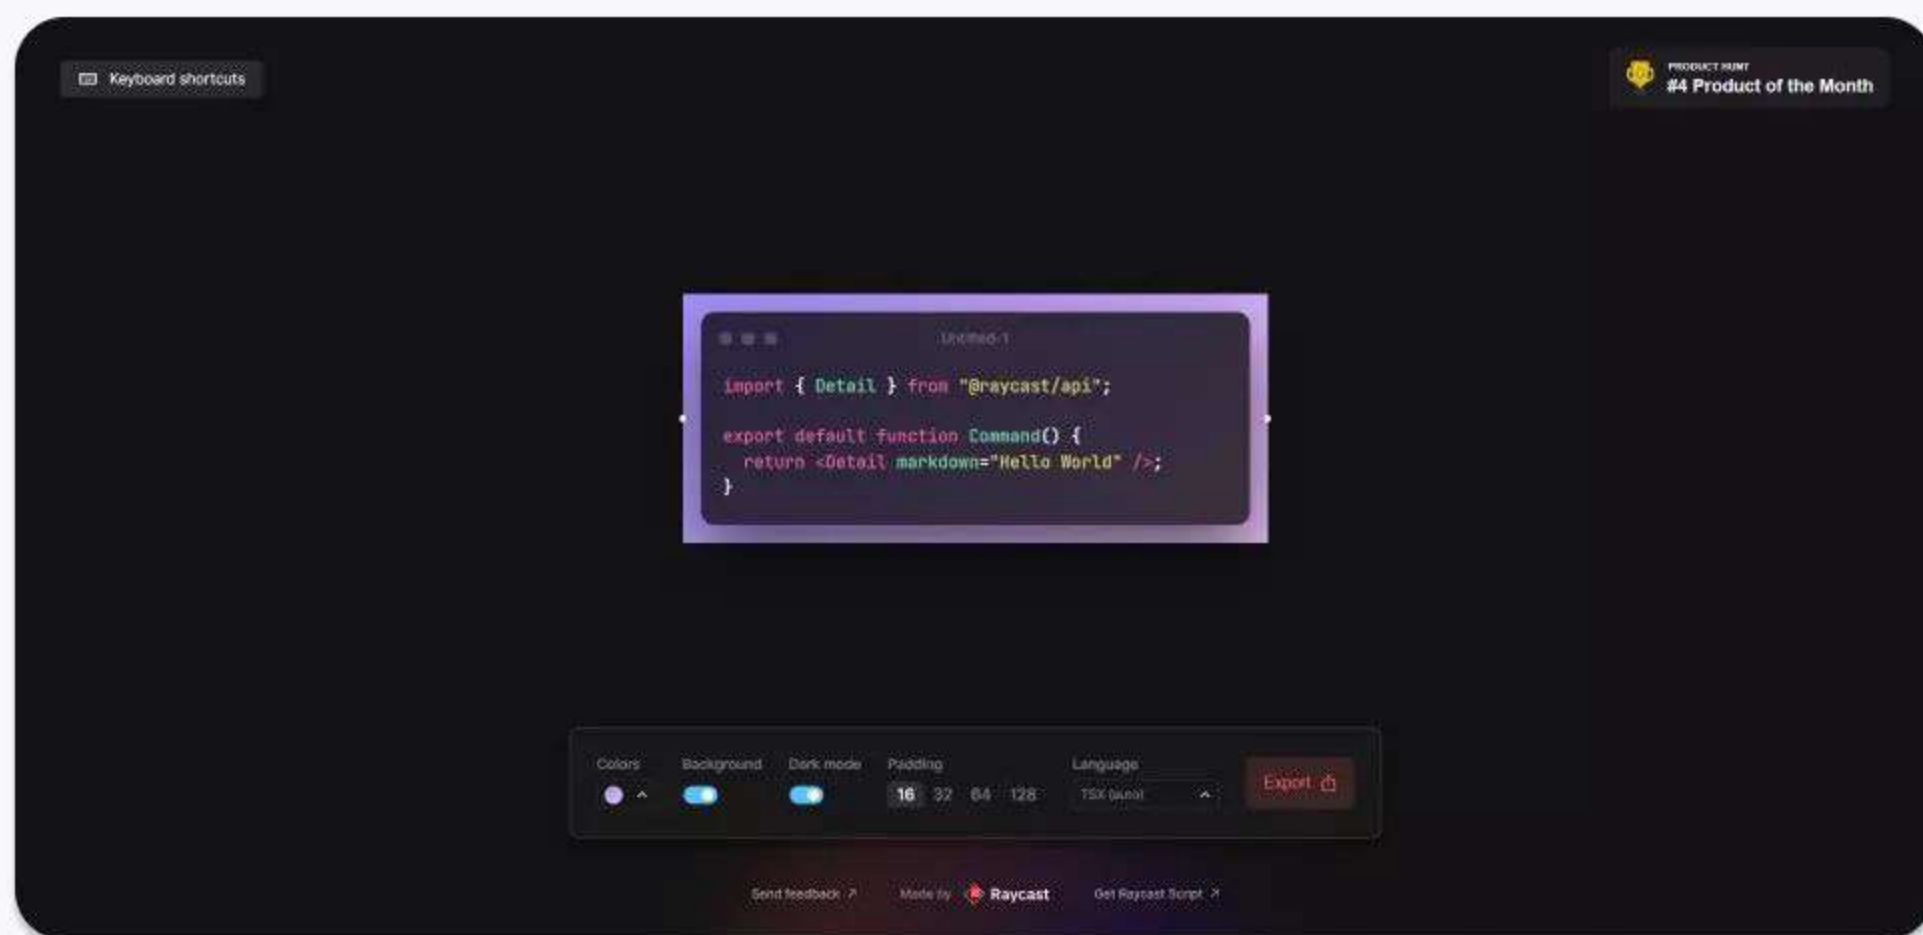 Keyboard shortcuts
PRODUCT HUNT
#4 Product of the Month
Untitled-1
import { Detail } from "@raycast/api";
export default function Command() {
return <Detail markdown="Hello World" />;
}
Colors
Background
Dark mode
Padding
Language
16 32 64 128
TSX (auto)
Export
Send feedback
Made by Raycast
Get Raycast Script